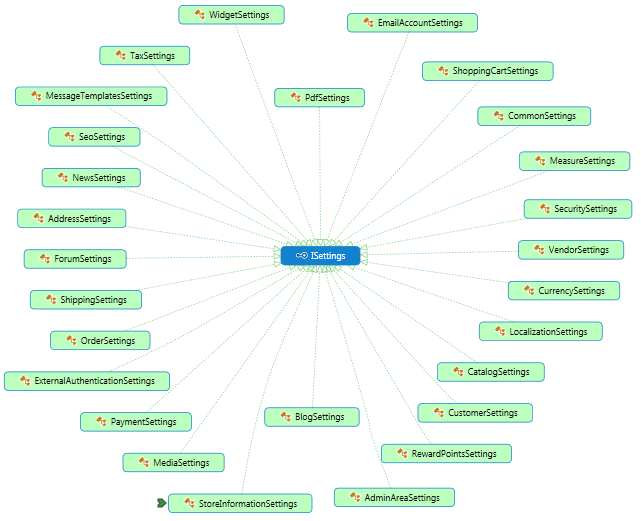 WidgetSettings
EmailAccountSettings
TaxSettings
ShoppingCartSettings
MessageTemplatesSettings
PdfSettings
CommonSettings
SeoSettings
MeasureSettings
NewsSettings
SecuritySettings
AddressSettings
VendorSettings
ForumSettings
ISettings
CurrencySettings
ShippingSettings
LocalizationSettings
OrderSettings
CatalogSettings
ExternalAuthenticationSettings
CustomerSettings
PaymentSettings
BlogSettings
RewardPointsSettings
MediaSettings
AdminAreaSettings
StoreInformationSettings